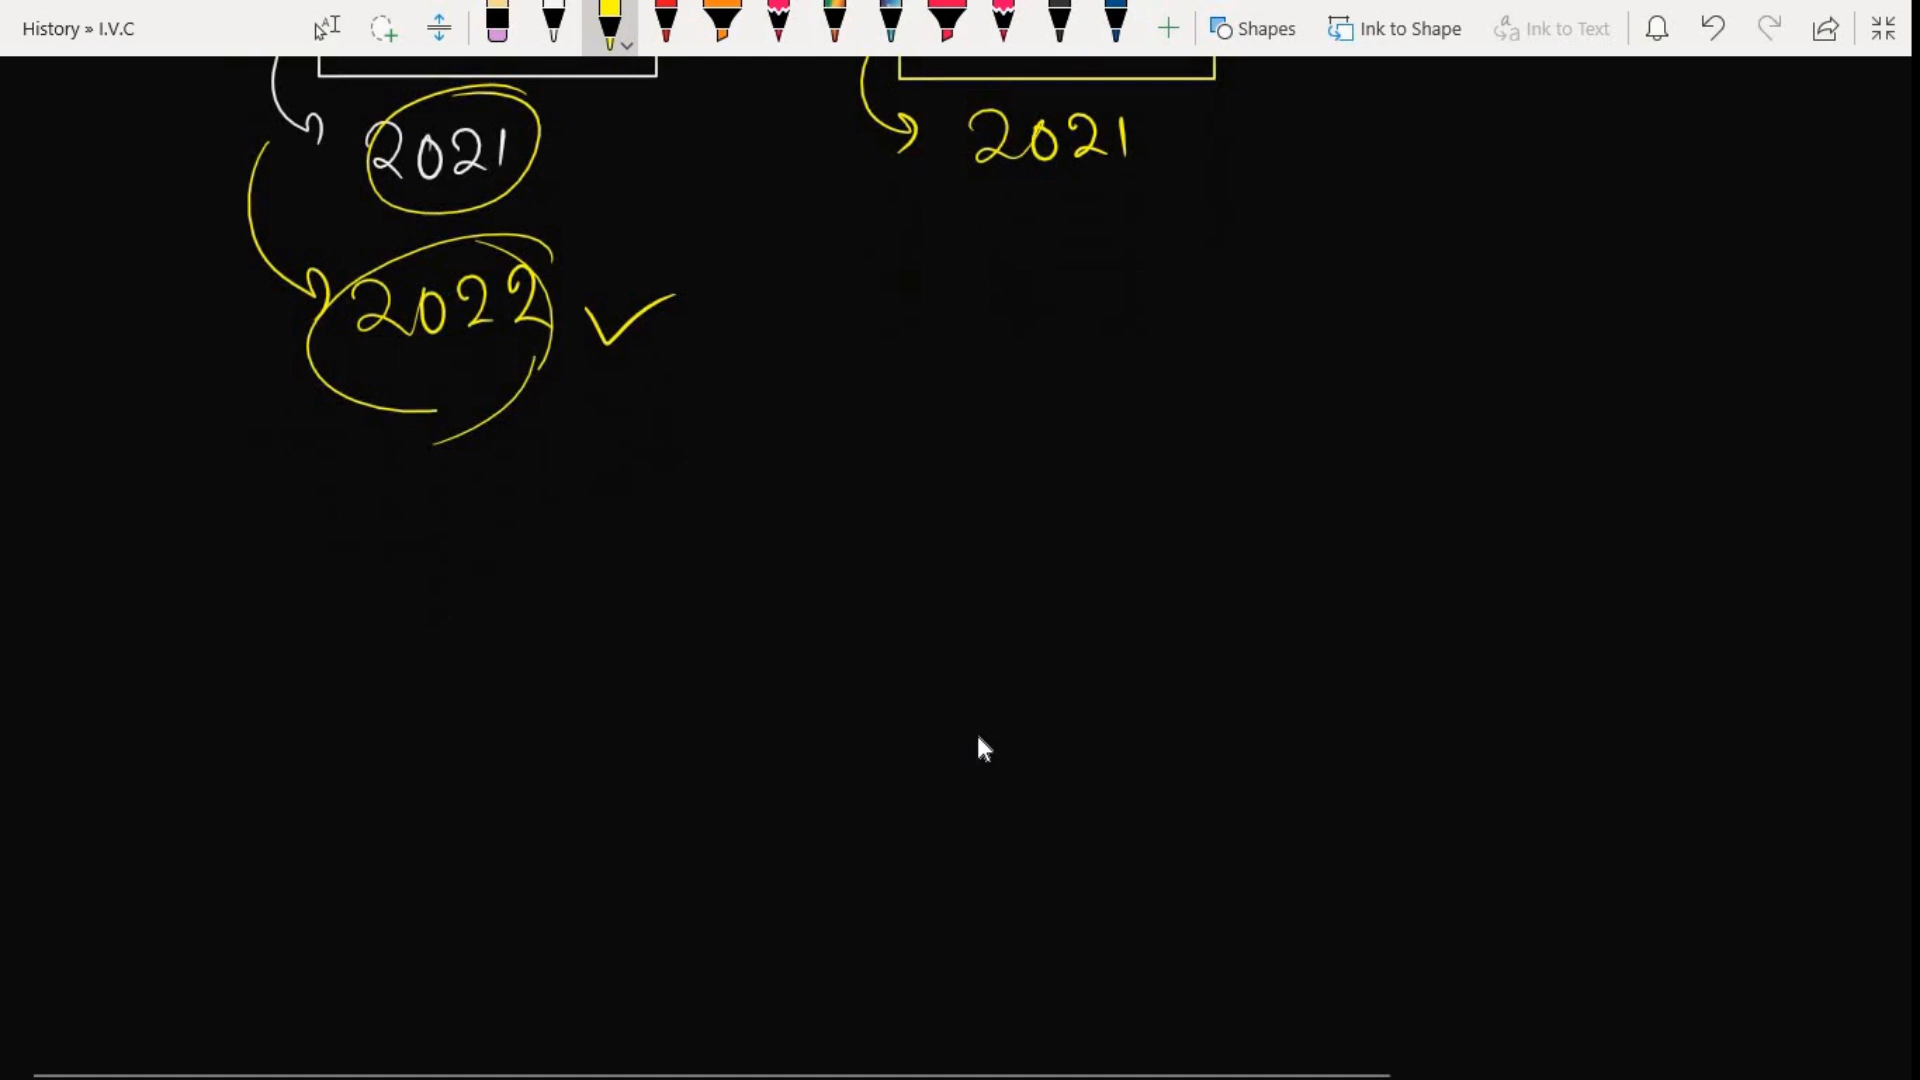 History » I.V.C
Shapes
Ink to Shape
Ink to Text
2021
2021
2022